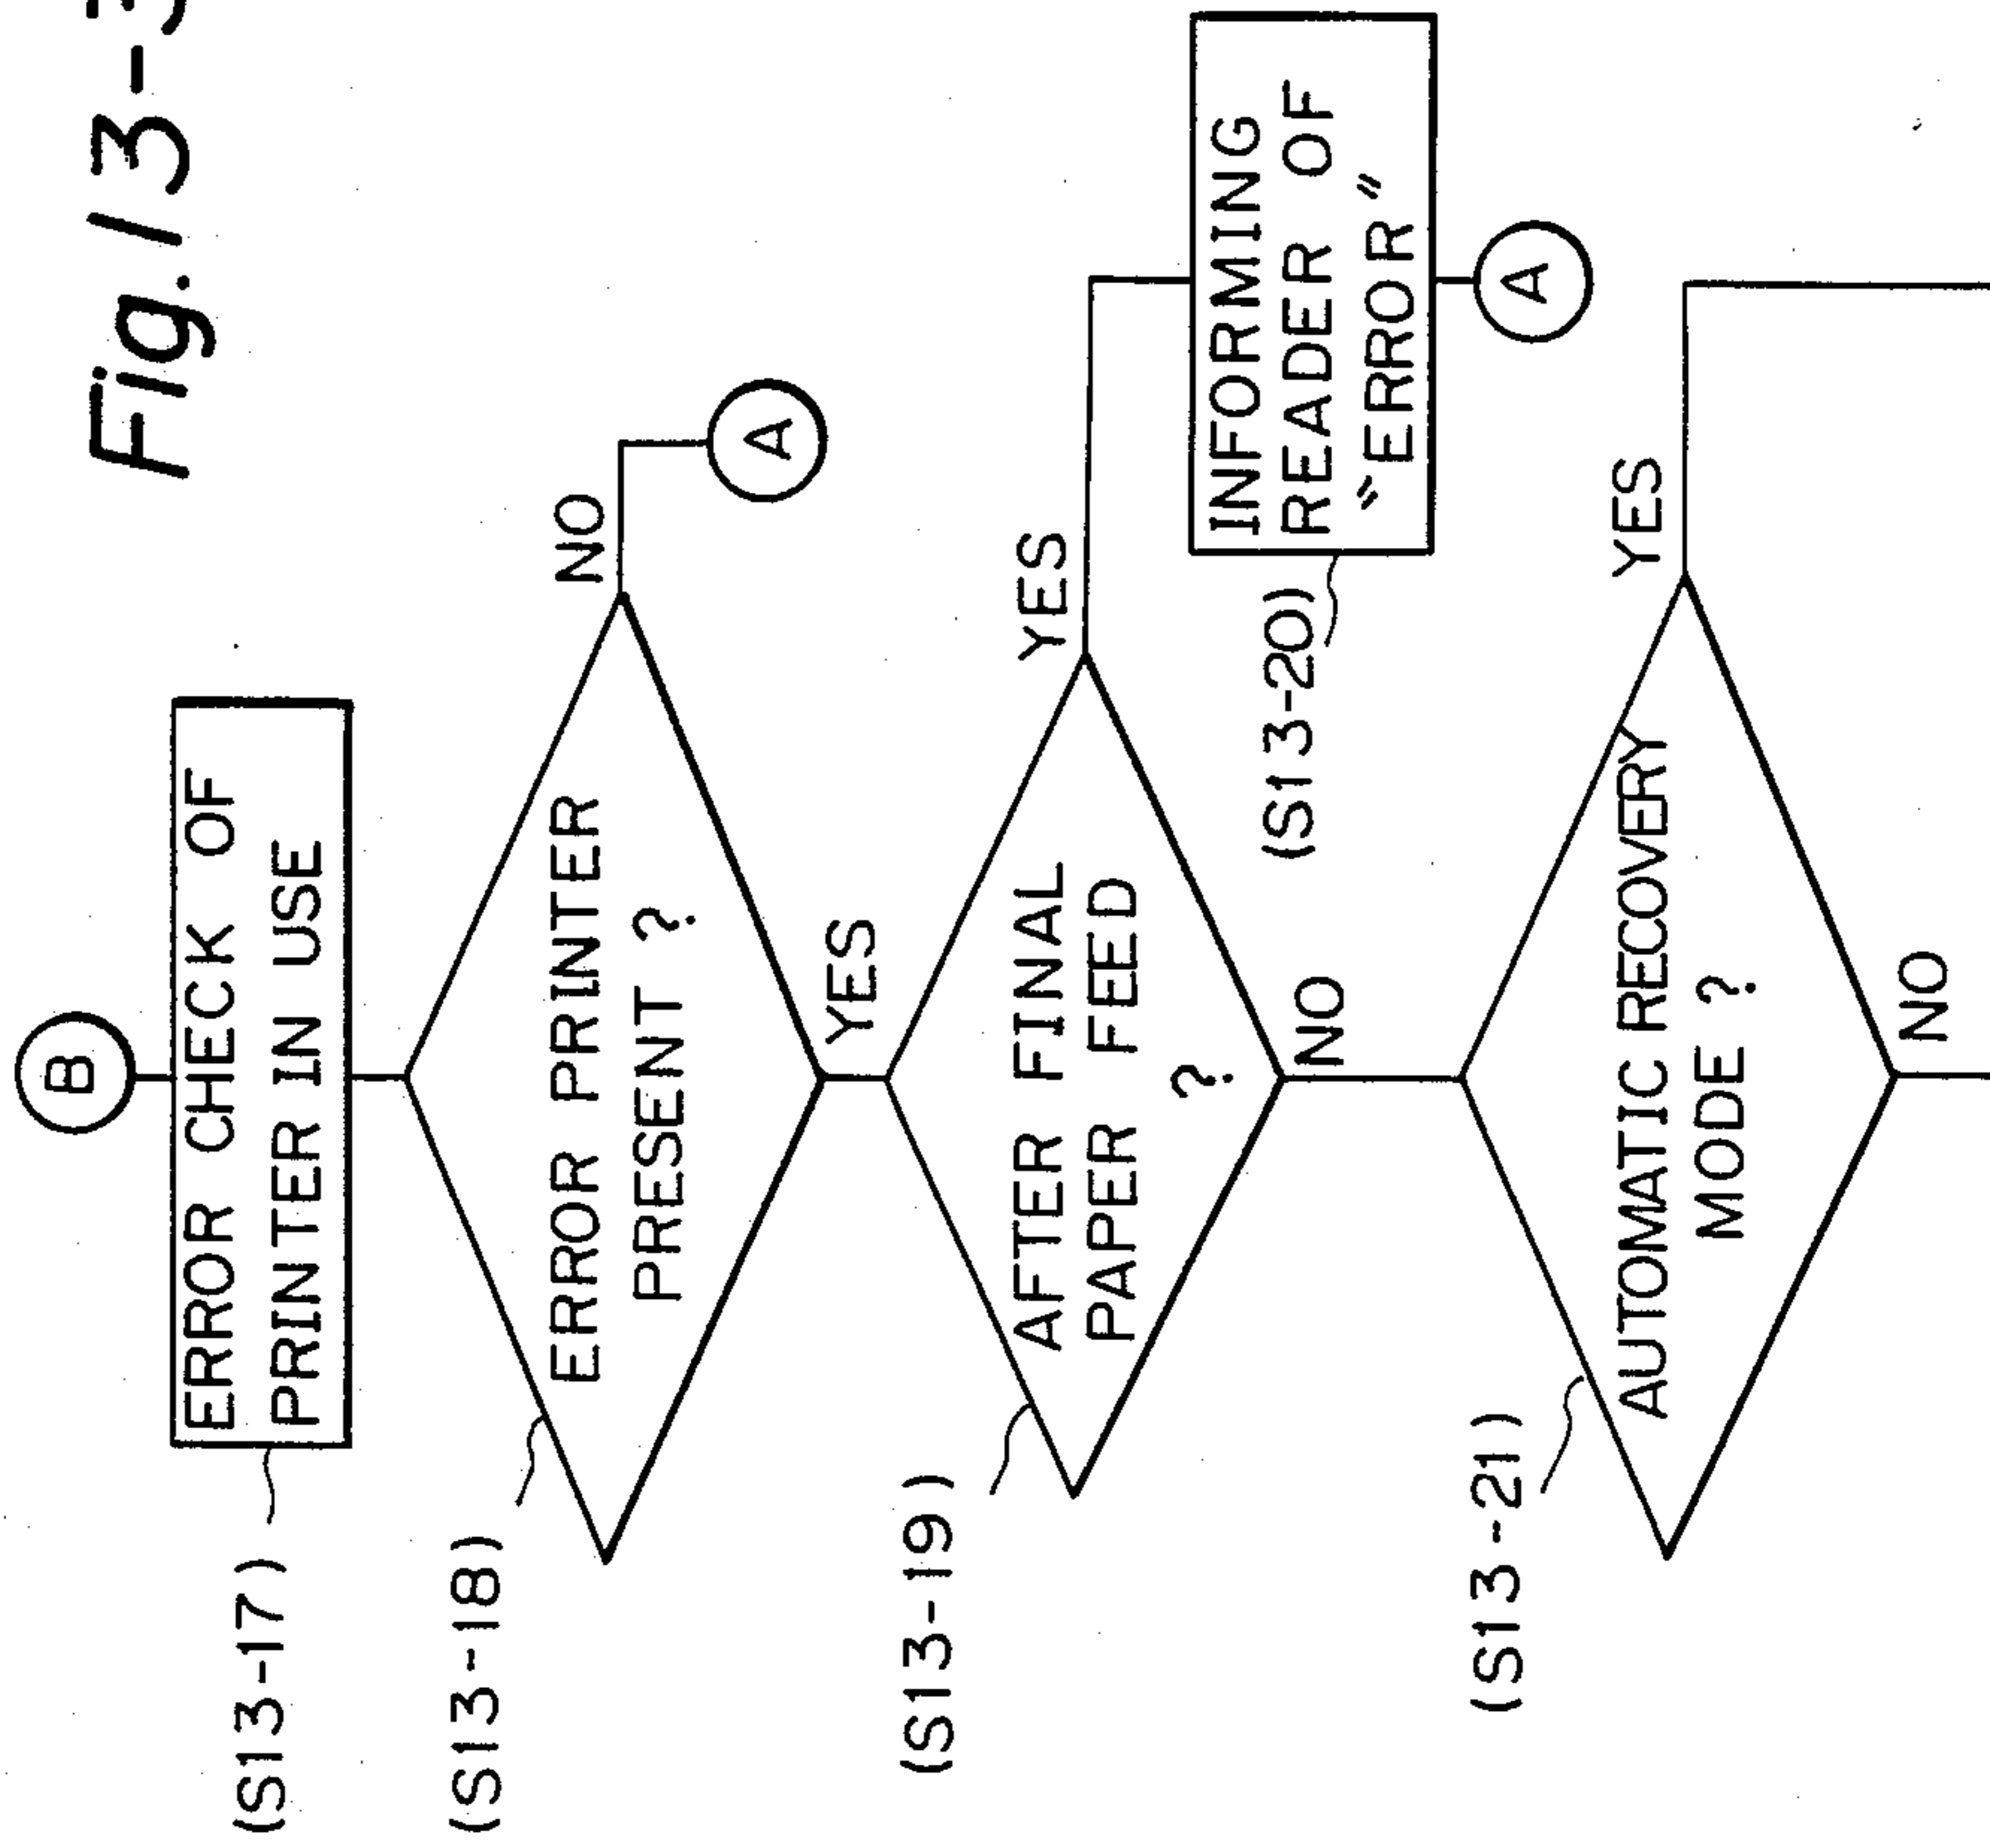 Fig. 13-3
B
ERROR CHECK OF
PRINTER IN USE
(S13-17)
ERROR PRINTER
PRESENT ?
(S13-18)
NO
A
YES
AFTER FINAL
PAPER FEED
?
(S13-19)
YES
INFORMING
READER OF
"ERROR"
(S13-20)
A
NO
AUTOMATIC RECOVERY
MODE ?
(S13-21)
YES
NO